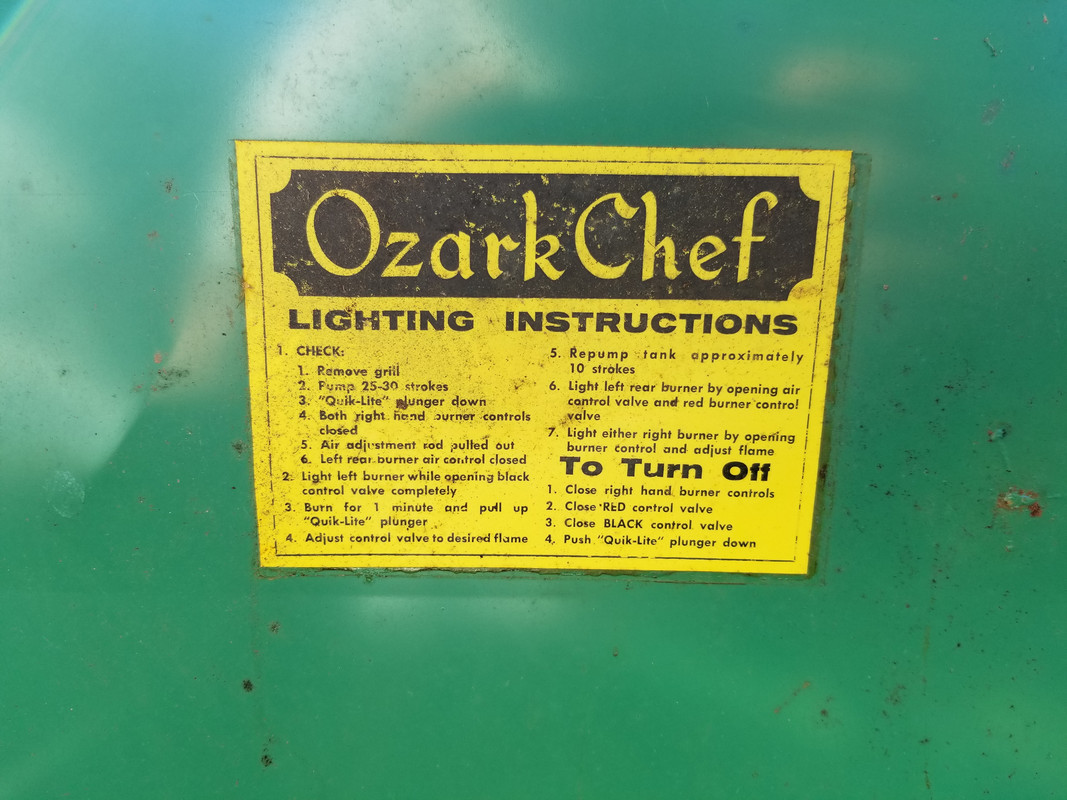 Ozark Chef
LIGHTING INSTRUCTIONS
1. CHECK:
1. Remove grill
2. Pump 25-30 strokes
3. "Quik-Lite" plunger down
4. Both right hand burner controls
closed
5. Air adjustment rod pulled out
6. Left rear burner air control closed
2. Light left burner while opening black
control valve completely
3. Burn for 1 minute and pull up
"Quik-Lite" plunger
4. Adjust control valve to desired flame
5. Repump tank approximately
10 strokes
6. Light left rear burner by opening air
control valve and red burner control
valve
7. Light either right burner by opening
burner control and adjust flame
To Turn Off
1. Close right hand burner controls
2. Close RED control valve
3. Close BLACK control valve
4. Push "Quik-Lite" plunger down